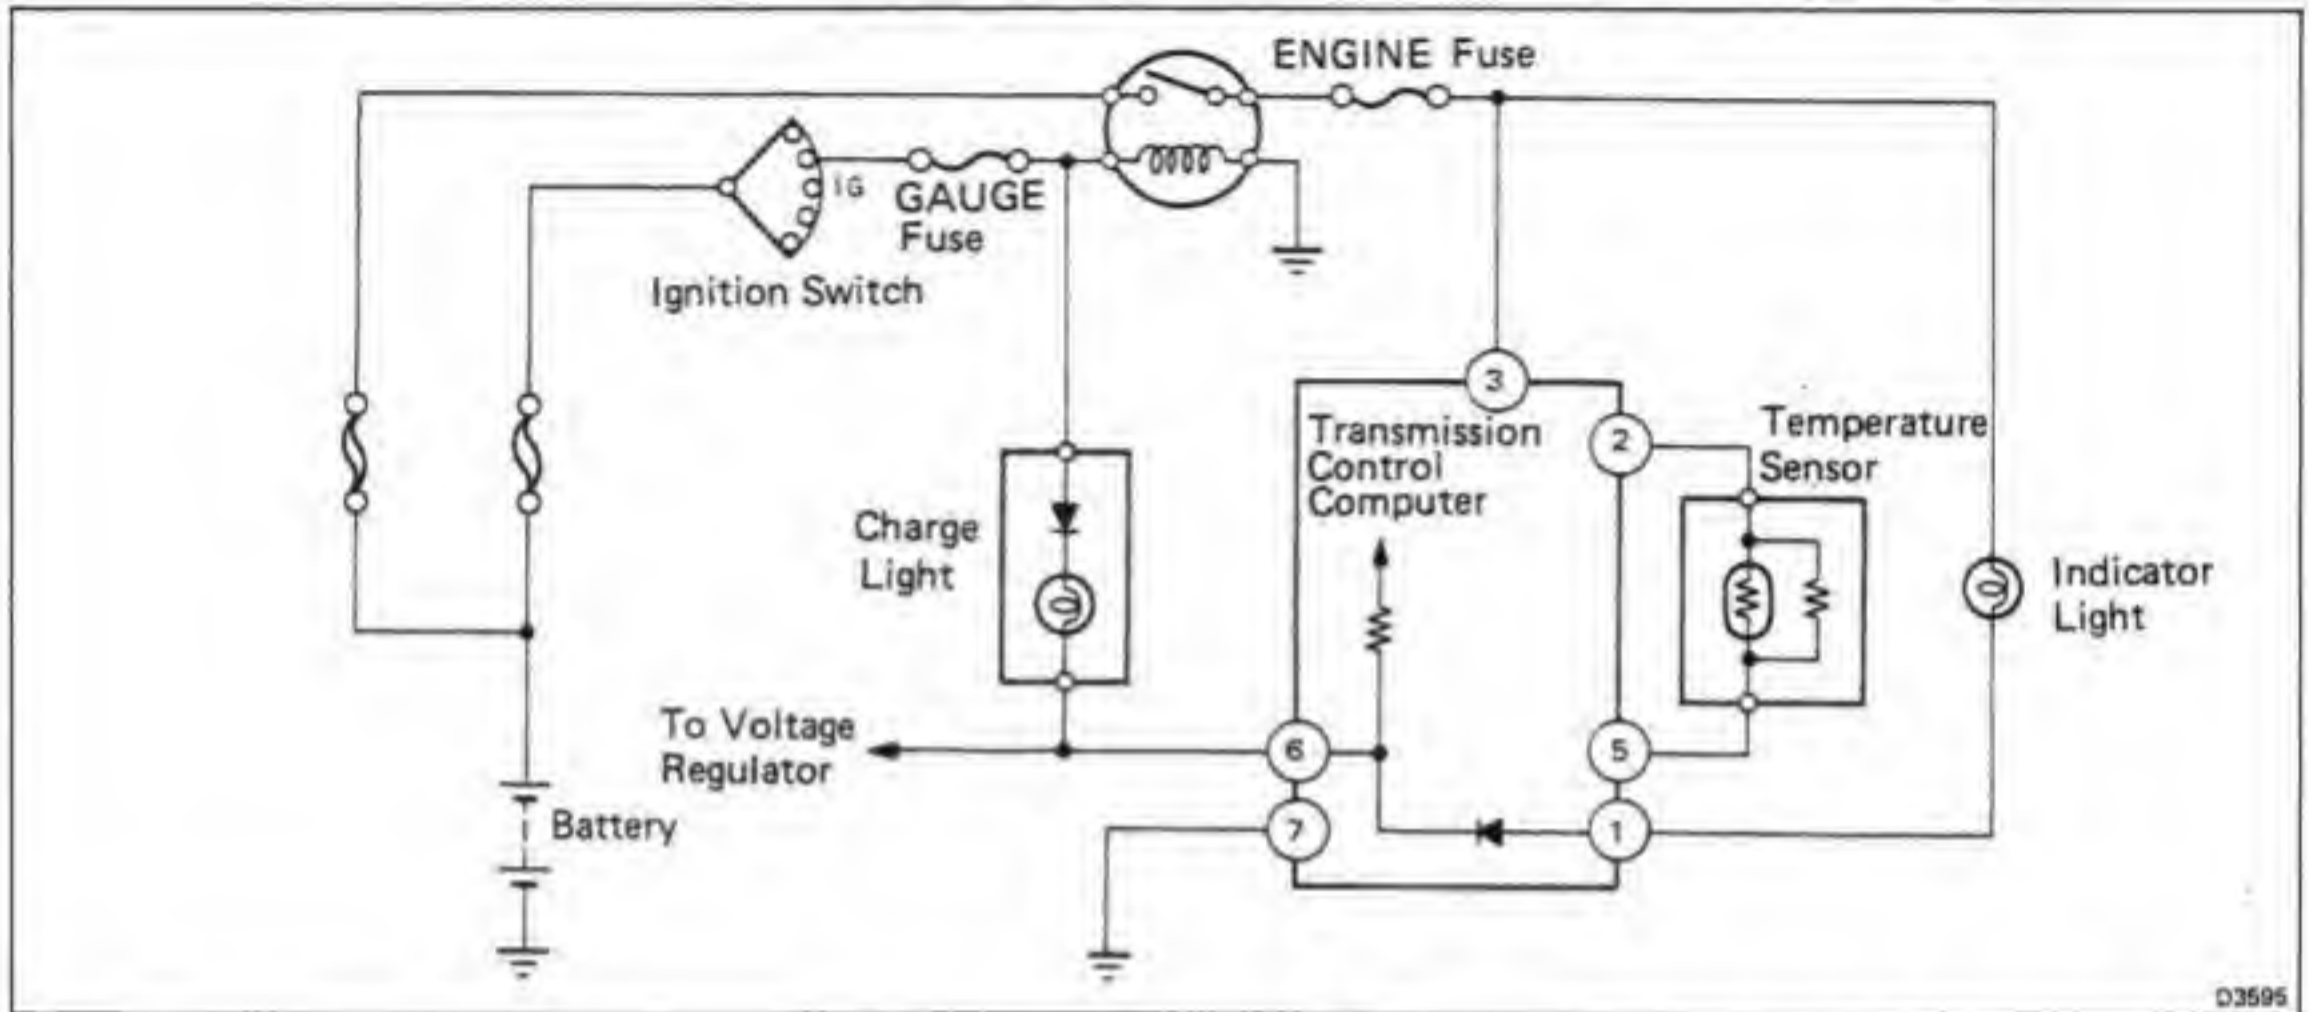 ENGINE Fuse
IG
GAUGE
Fuse
Ignition Switch
3
Transmission
Control
Computer
2
Temperature
Sensor
Charge
Light
Indicator
Light
To Voltage
Regulator
6
5
Battery
7
1
D3595